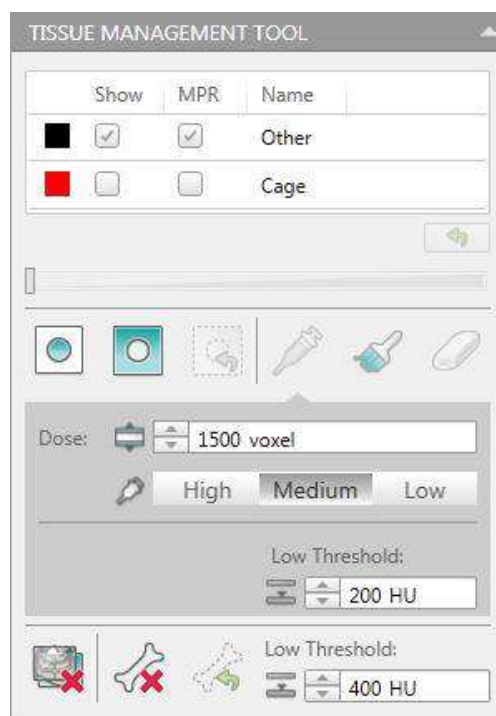 TISSUE MANAGEMENT TOOL
Show MPR Name
Other
Cage
Dose: 1500 voxel
High Medium Low
Low Threshold:
200 HU
Low Threshold:
400 HU